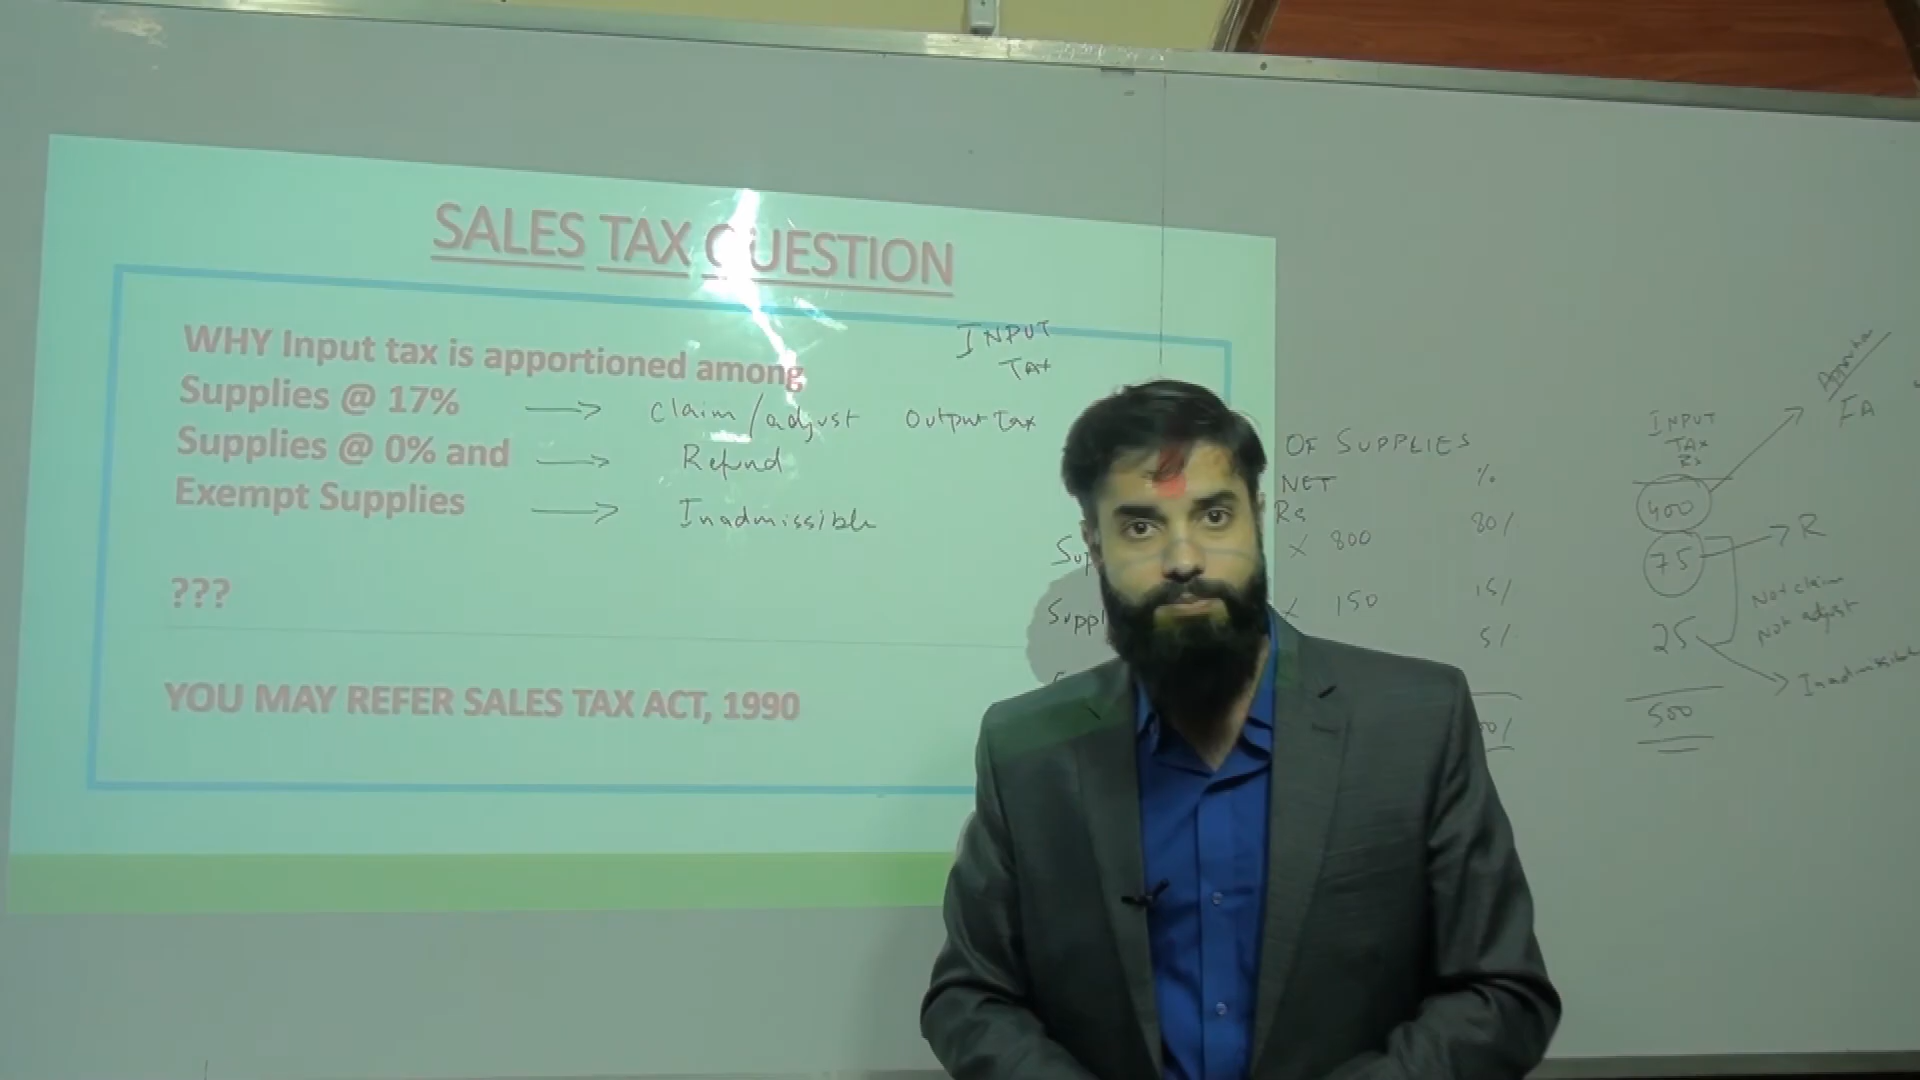 SALES TAX QUESTION
WHY Input tax is apportioned among
Supplies @ 17%
Supplies @ 0% and
Exempt Supplies
???
YOU MAY REFER SALES TAX ACT, 1990
INPUT
TAX
Claim/adjust Output Tax
Refund
Inadmissible
OF SUPPLIES
NET %
Rs
X 800 80%
X 150 15%
5%
INPUT
TAX
Rs
400
75
25
500
IA
R
Not claim
Not adjust
Inadmissible